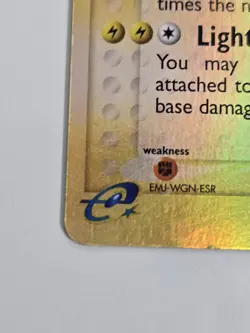 times the n
Light
You may
attached to
base damag
weakness
EMJ-WGN-ESR
e